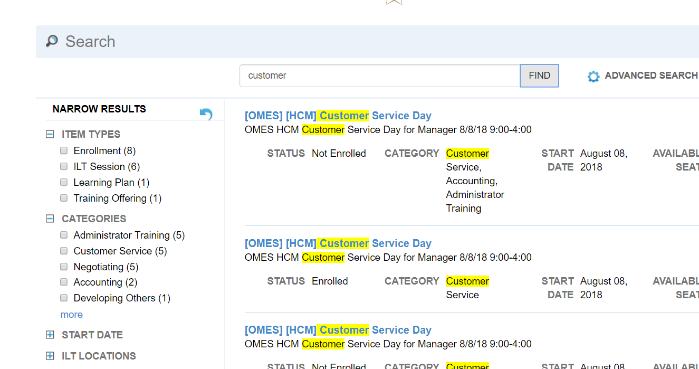 Search
customer
FIND
ADVANCED SEARCH
NARROW RESULTS
ITEM TYPES
Enrollment (8)
ILT Session (6)
Learning Plan (1)
Training Offering (1)
CATEGORIES
Administrator Training (5)
Customer Service (5)
Negotiating (5)
Accounting (2)
Developing Others (1)
more
START DATE
ILT LOCATIONS
[OMES] [HCM] Customer Service Day
OMES HCM Customer Service Day for Manager 8/8/18 9:00-4:00
STATUS Not Enrolled CATEGORY Customer START August 08, AVAILABL
Service, DATE 2018 SEAT
Accounting,
Administrator
Training
[OMES] [HCM] Customer Service Day
OMES HCM Customer Service Day for Manager 8/8/18 9:00-4:00
STATUS Enrolled CATEGORY Customer START August 08, AVAILABL
Service DATE 2018 SEAT
[OMES] [HCM] Customer Service Day
OMES HCM Customer Service Day for Manager 8/8/18 9:00-4:00
STATUS Not Enrolled CATEGORY Customer START August 08, AVAILABL